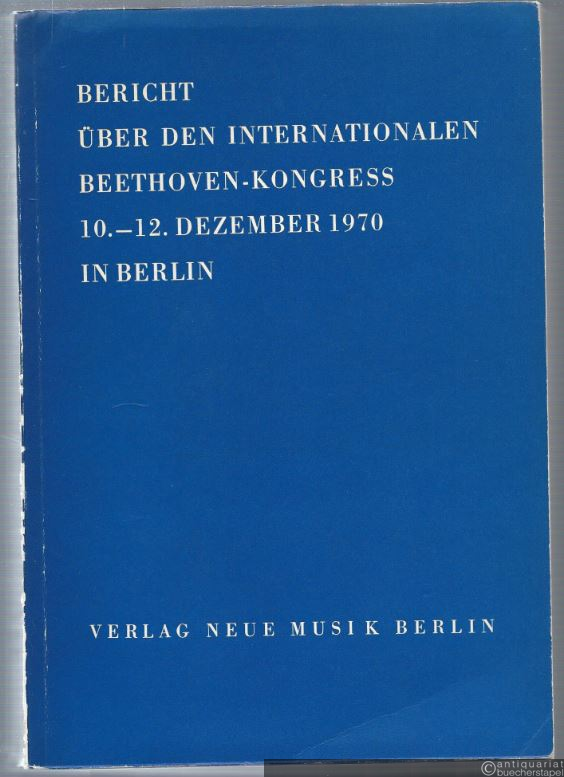 BERICHT
ÜBER DEN INTERNATIONALEN
BEETHOVEN-KONGRESS
10.–12. DEZEMBER 1970
IN BERLIN
VERLAG NEUE MUSIK BERLIN
©antiquariat
buecherstapel